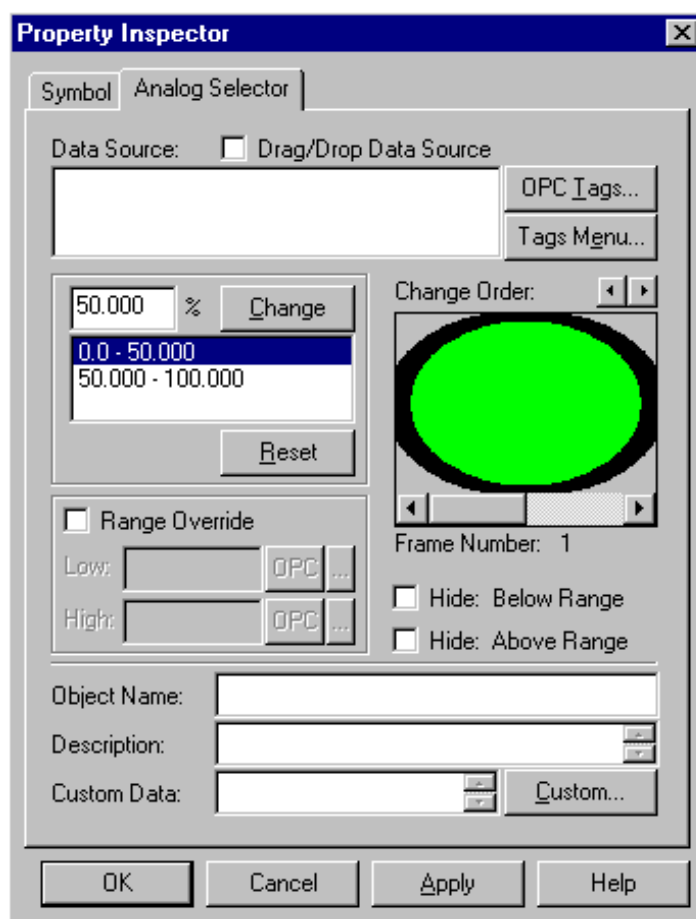 Property Inspector
Symbol
Analog Selector
Data Source:
Drag/Drop Data Source
OPC Tags...
Tags Menu...
50.000 % Change
Change Order:
0.0 - 50.000
50.000 - 100.000
Reset
Range Override
Frame Number: 1
Low: OPC ...
Hide: Below Range
High: OPC ...
Hide: Above Range
Object Name:
Description:
Custom Data:
Custom...
OK
Cancel
Apply
Help